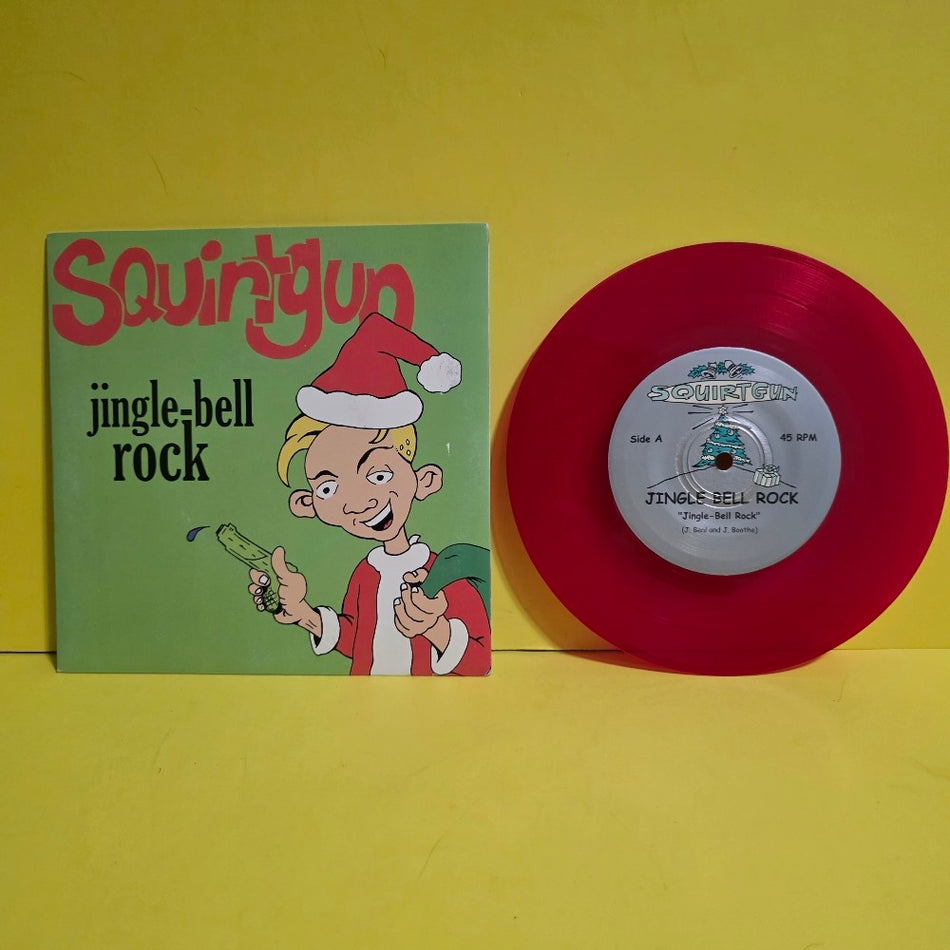 Squirtgun
jingle-bell
rock
SQUIRTGUN
Side A
45 RPM
JINGLE BELL ROCK
"Jingle-Bell Rock"
(J. Beal and J. Boothe)